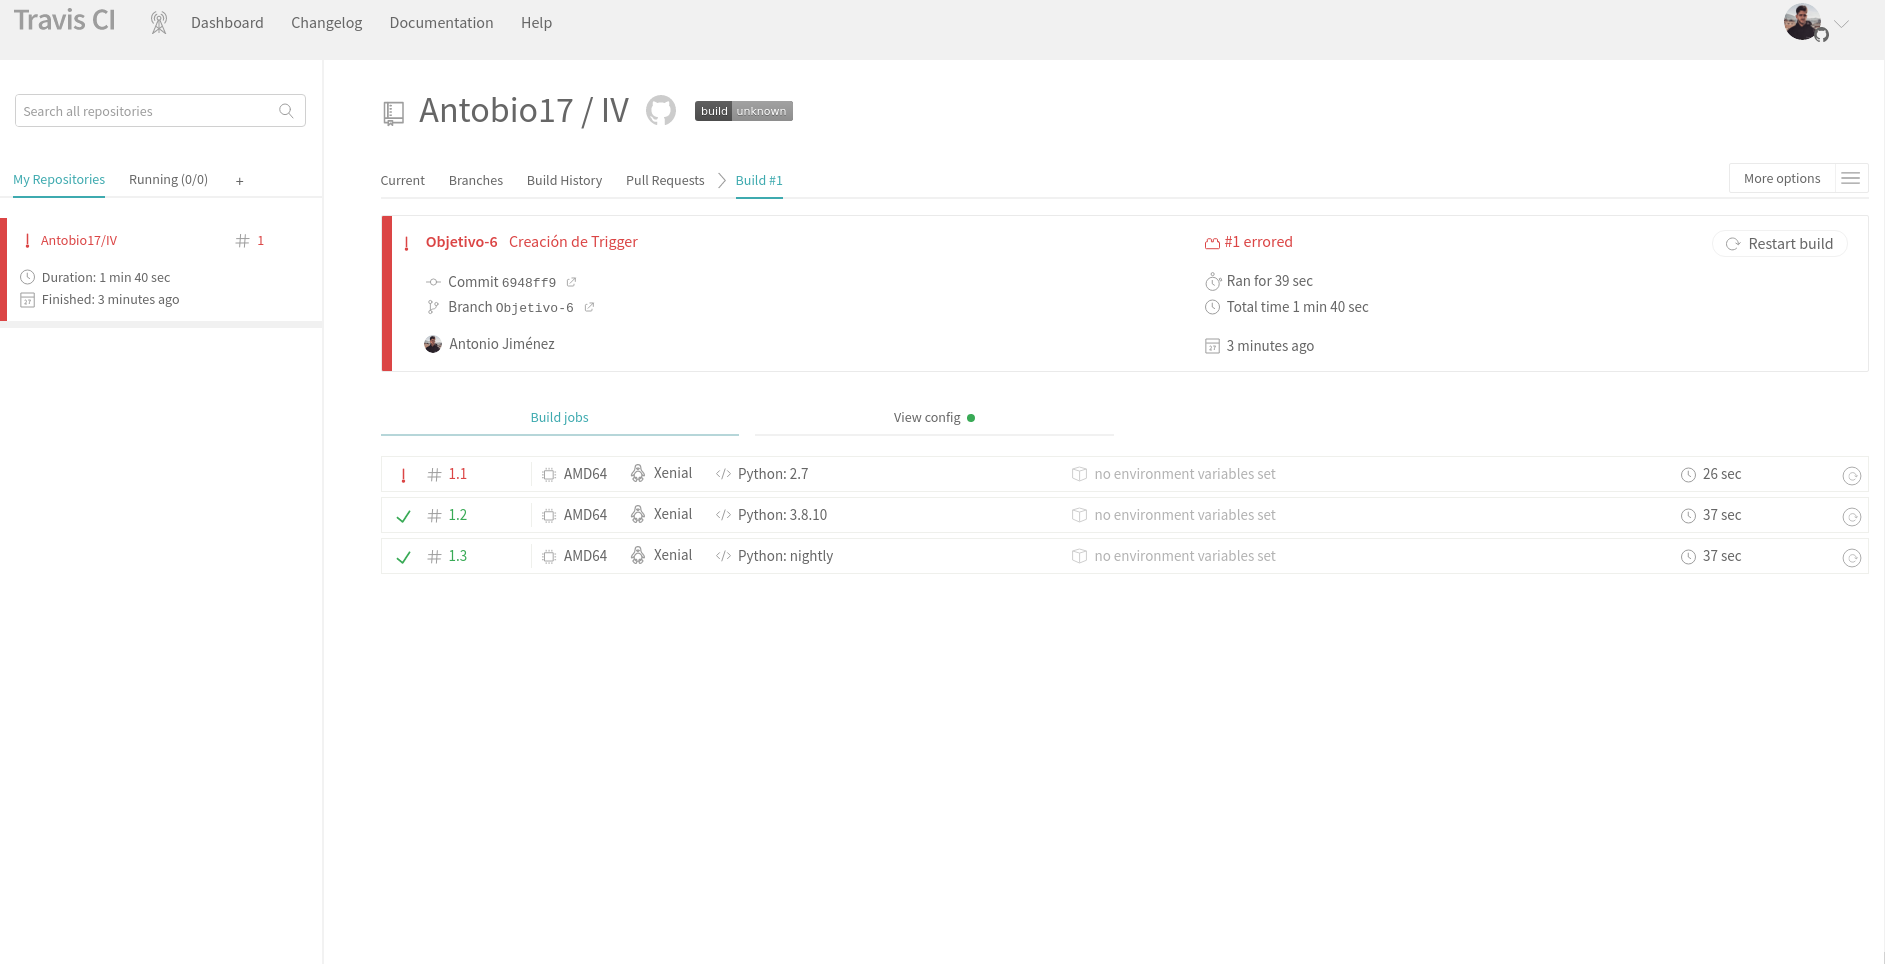 Travis CI Dashboard Changelog Documentation Help
Search all repositories
My Repositories Running (0/0) +
Antobio17/IV # 1
Duration: 1 min 40 sec
Finished: 3 minutes ago
Antobio17 / IV build unknown
Current Branches Build History Pull Requests Build #1 More options
Objetivo-6 Creación de Trigger #1 errored Restart build
Commit 6948ff9 Ran for 39 sec
Branch Objetivo-6 Total time 1 min 40 sec
Antonio Jiménez 3 minutes ago
Build jobs View config
! # 1.1 AMD64 Xenial </> Python: 2.7 no environment variables set 26 sec
# 1.2 AMD64 Xenial </> Python: 3.8.10 no environment variables set 37 sec
# 1.3 AMD64 Xenial </> Python: nightly no environment variables set 37 sec